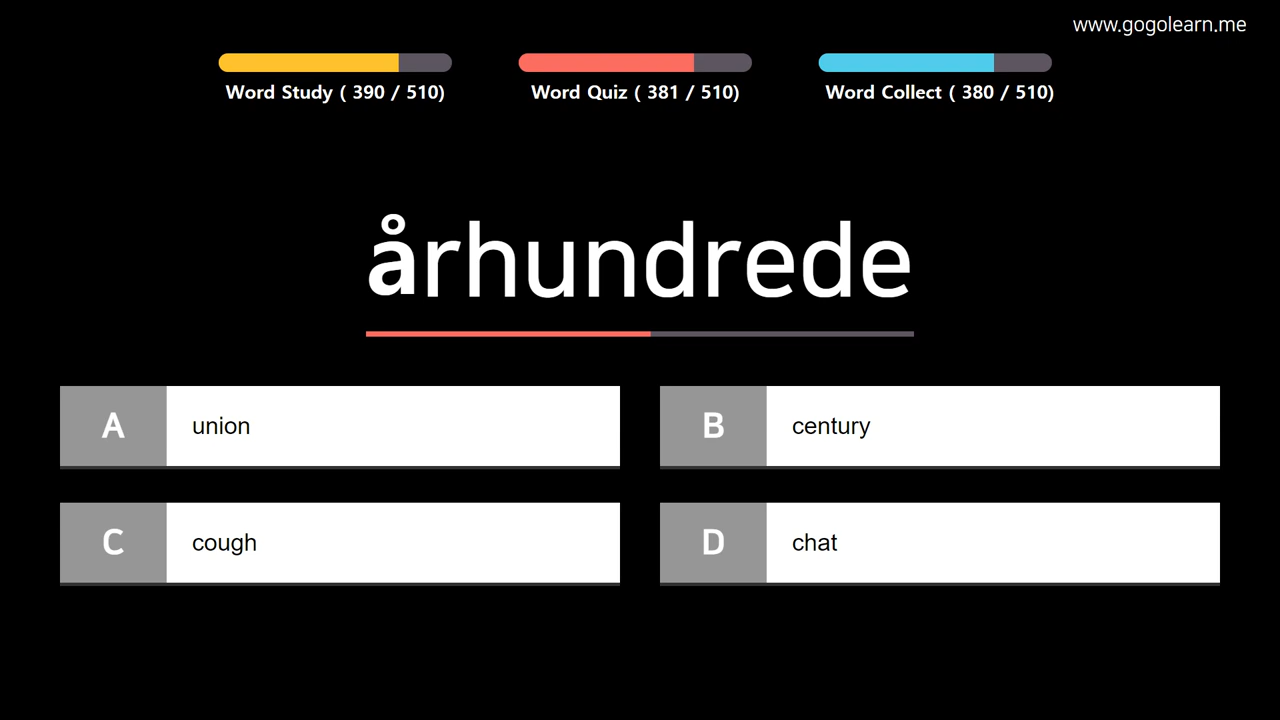 www.gogolearn.me
Word Study ( 390 / 510)
Word Quiz ( 381 / 510)
Word Collect ( 380 / 510)
århundrede
A union
B century
C cough
D chat